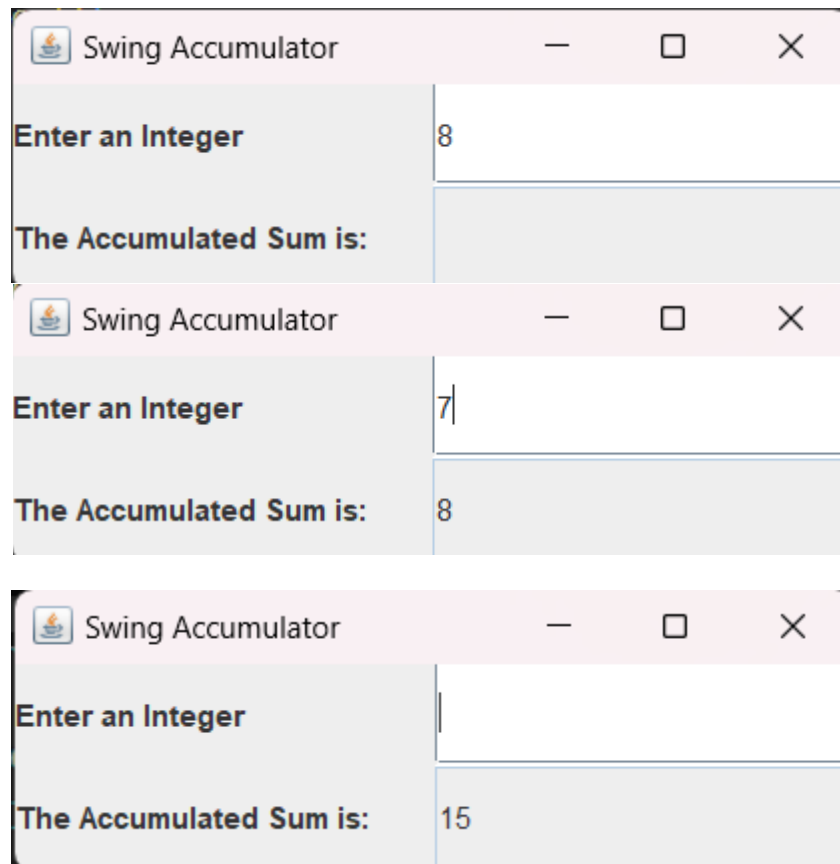 Swing Accumulator
Enter an Integer 8
The Accumulated Sum is:
Swing Accumulator
Enter an Integer 7
The Accumulated Sum is: 8
Swing Accumulator
Enter an Integer
The Accumulated Sum is: 15